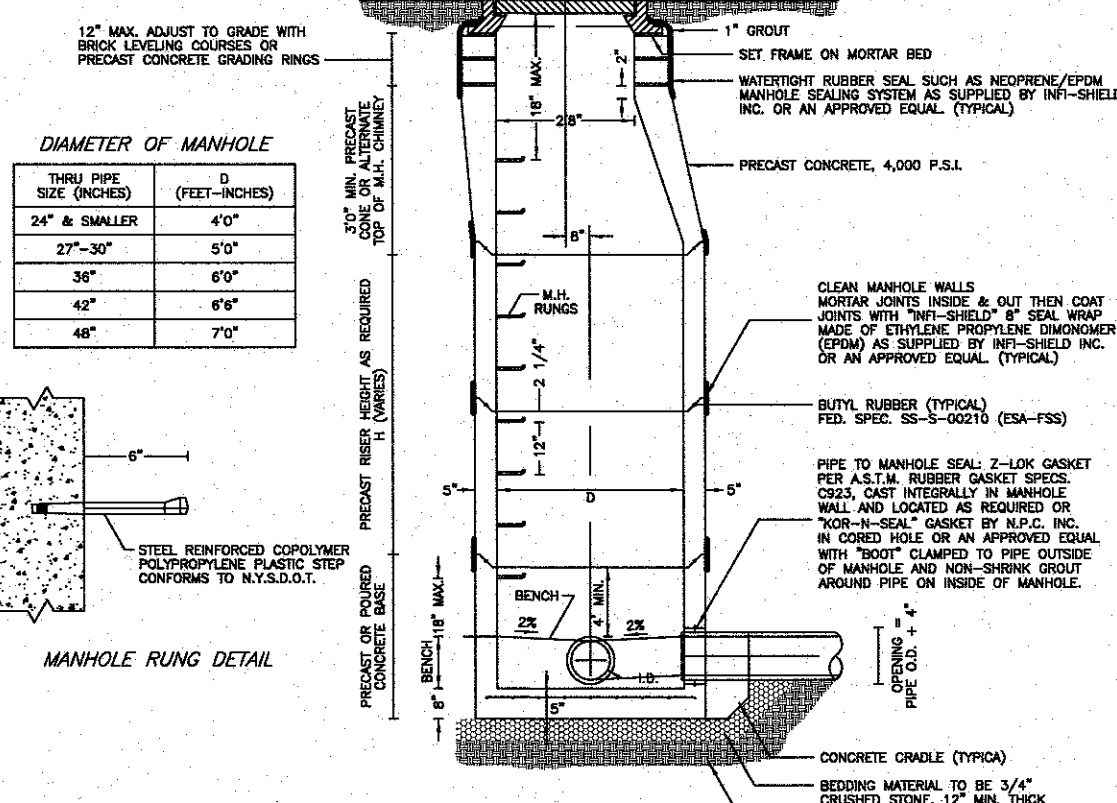 12" MAX. ADJUST TO GRADE WITH
BRICK LEVELING COURSES OR
PRECAST CONCRETE GRADING RINGS
1" GROUT
SET FRAME ON MORTAR BED
WATERTIGHT RUBBER SEAL SUCH AS NEOPRENE/EPDM
MANHOLE SEALING SYSTEM AS SUPPLIED BY INFI-SHIELD
INC. OR AN APPROVED EQUAL (TYPICAL)
PRECAST CONCRETE, 4,000 P.S.I.
18" MAX.
2"
2'8"
8"
3'0" MIN. PRECAST
CONE OR ALTERNATE
TOP OF M.H. CHIMNEY
DIAMETER OF MANHOLE
THRU PIPE
SIZE (INCHES)
D
(FEET-INCHES)
24" & SMALLER
4'0"
27"-30"
5'0"
36"
6'0"
42"
6'6"
48"
7'0"
M.H.
RUNGS
2 1/4"
12"
PRECAST RISER HEIGHT AS REQUIRED
H (VARIES)
CLEAN MANHOLE WALLS
MORTAR JOINTS INSIDE & OUT THEN COAT
JOINTS WITH "INFI-SHIELD" 8" SEAL WRAP
MADE OF ETHYLENE PROPYLENE DIMONOMER
(EPDM) AS SUPPLIED BY INFI-SHIELD INC.
OR AN APPROVED EQUAL. (TYPICAL)
BUTYL RUBBER (TYPICAL)
FED. SPEC. SS-S-00210 (ESA-FSS)
5"
D
5"
PIPE TO MANHOLE SEAL: Z-LOK GASKET
PER A.S.T.M. RUBBER GASKET SPECS.
C923, CAST INTEGRALLY IN MANHOLE
WALL AND LOCATED AS REQUIRED OR
"KOR-N-SEAL" GASKET BY N.P.C. INC.
IN CORED HOLE OR AN APPROVED EQUAL
WITH "BOOT" CLAMPED TO PIPE OUTSIDE
OF MANHOLE AND NON-SHRINK GROUT
AROUND PIPE ON INSIDE OF MANHOLE.
6"
STEEL REINFORCED COPOLYMER
POLYPROPYLENE PLASTIC STEP
CONFORMS TO N.Y.S.D.O.T.
MANHOLE RUNG DETAIL
PRECAST OR POURED
CONCRETE BASE
18" MAX.
BENCH
8"
BENCH
2%
2%
4' MIN.
I.D.
5"
OPENING =
PIPE O.D. + 4"
CONCRETE CRADLE (TYPICA)
BEDDING MATERIAL TO BE 3/4"
CRUSHED STONE, 12" MIN. THICK